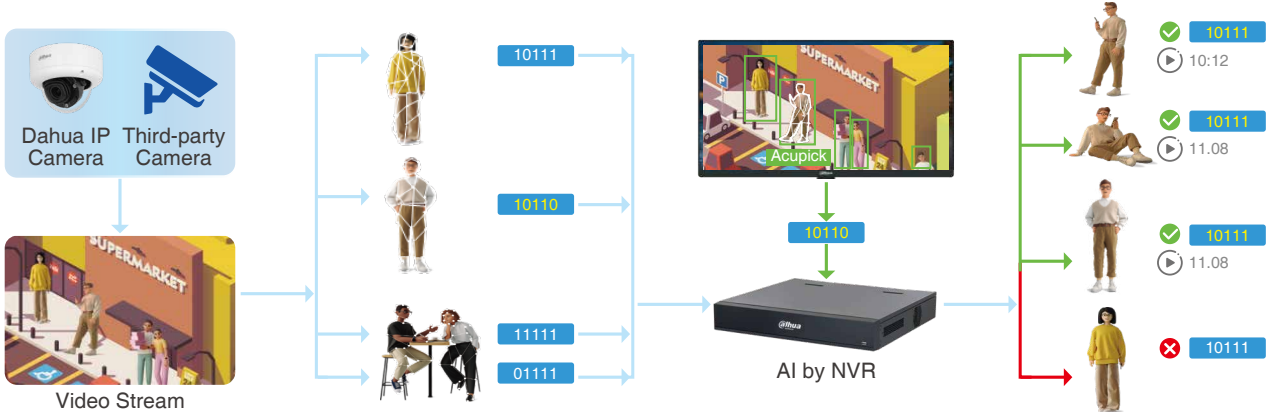 Dahua IP
Camera
Third-party
Camera
SUPERMARKET
Video Stream
10111
10110
11111
01111
P
SUPERMARKET
Acupick
10110
alhua
AI by NVR
10111
10:12
10111
11.08
10111
11.08
10111